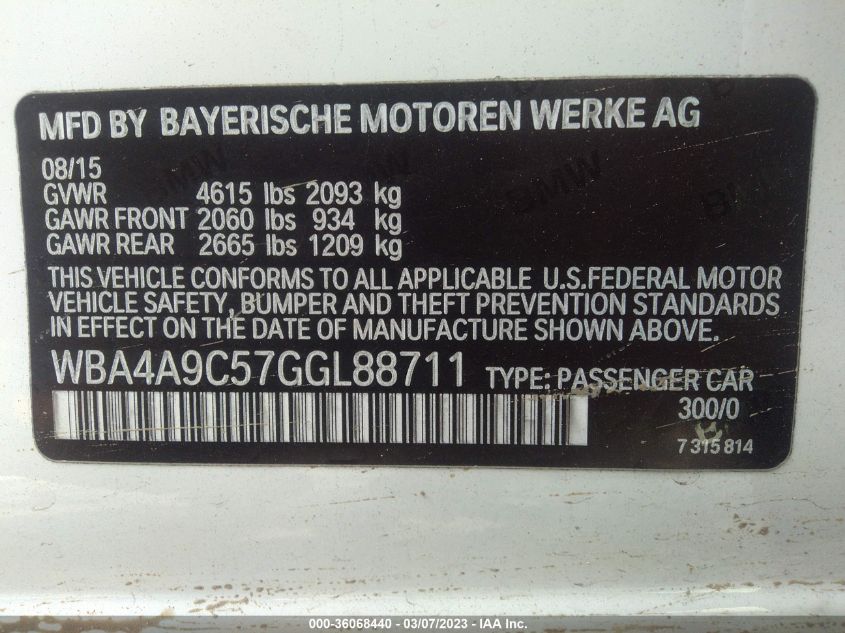 MFD BY BAYERISCHE MOTOREN WERKE AG
08/15
GVWR 4615 lbs 2093 kg
GAWR FRONT 2060 lbs 934 kg
GAWR REAR 2665 lbs 1209 kg
THIS VEHICLE CONFORMS TO ALL APPLICABLE U.S.FEDERAL MOTOR
VEHICLE SAFETY, BUMPER AND THEFT PREVENTION STANDARDS
IN EFFECT ON THE DATE OF MANUFACTURE SHOWN ABOVE.
WBA4A9C57GGL88711 TYPE: PASSENGER CAR
300/0
7 315 814
BMW
BMW
BMW
000-36068440 - 03/07/2023 - IAA Inc.